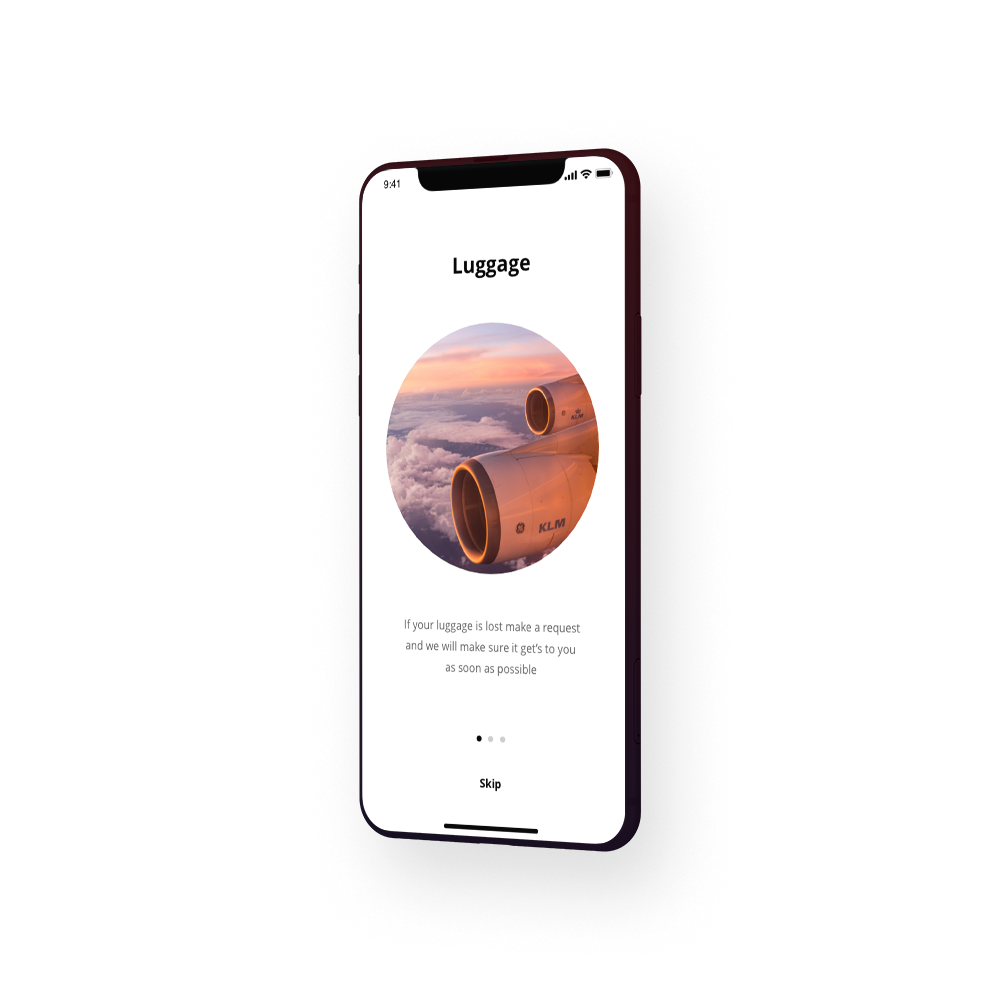 9:41
Luggage
KLM
KLM
If your luggage is lost make a request
and we will make sure it get's to you
as soon as possible
Skip